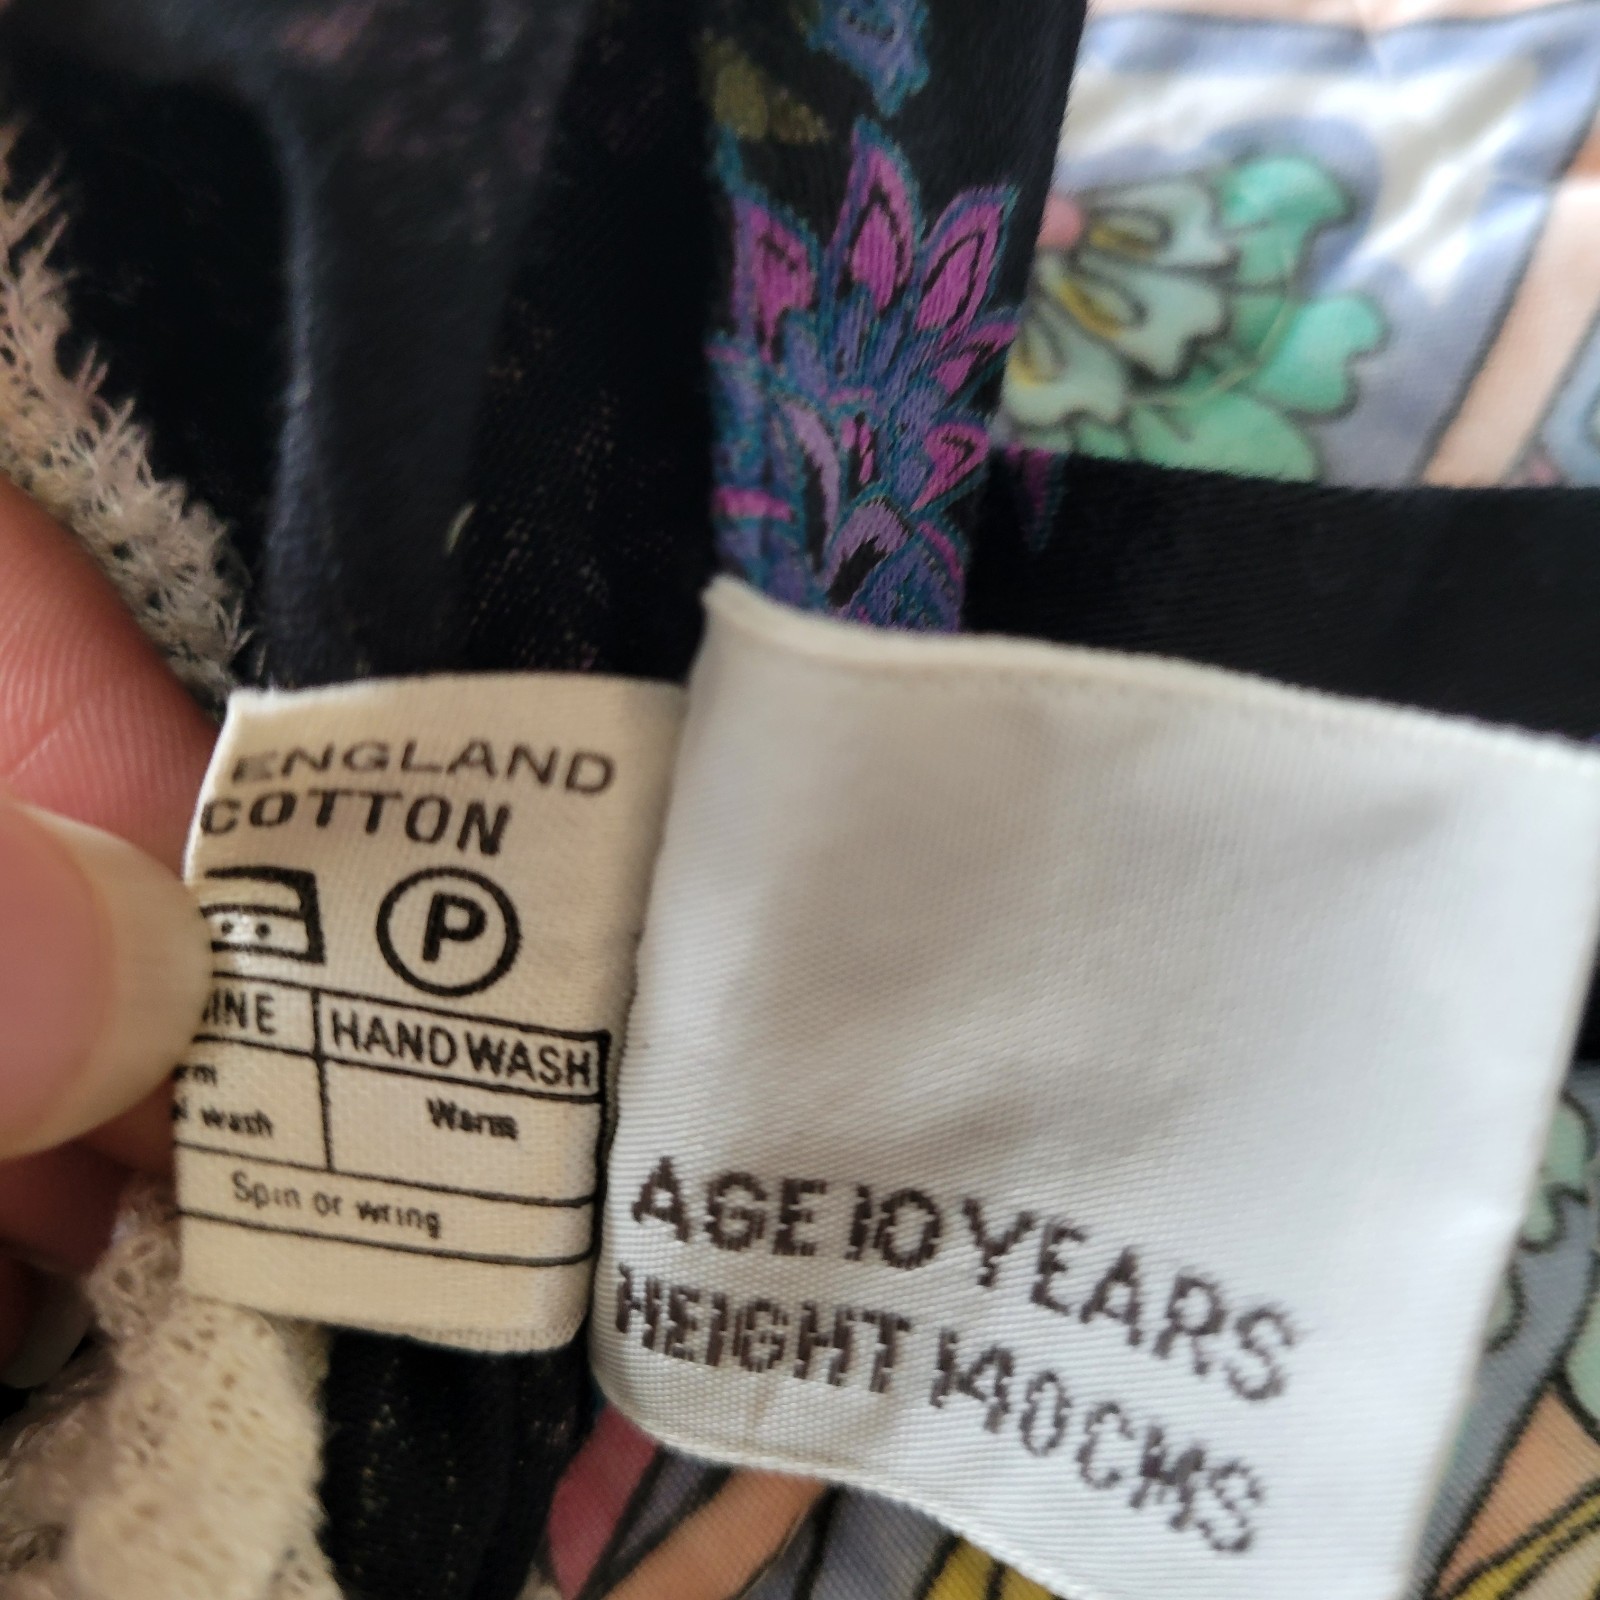 ENGLAND
COTTON
P
HAND WASH
wash
Warm
Spin or wring
AGE 10 YEARS
HEIGHT 140CMS